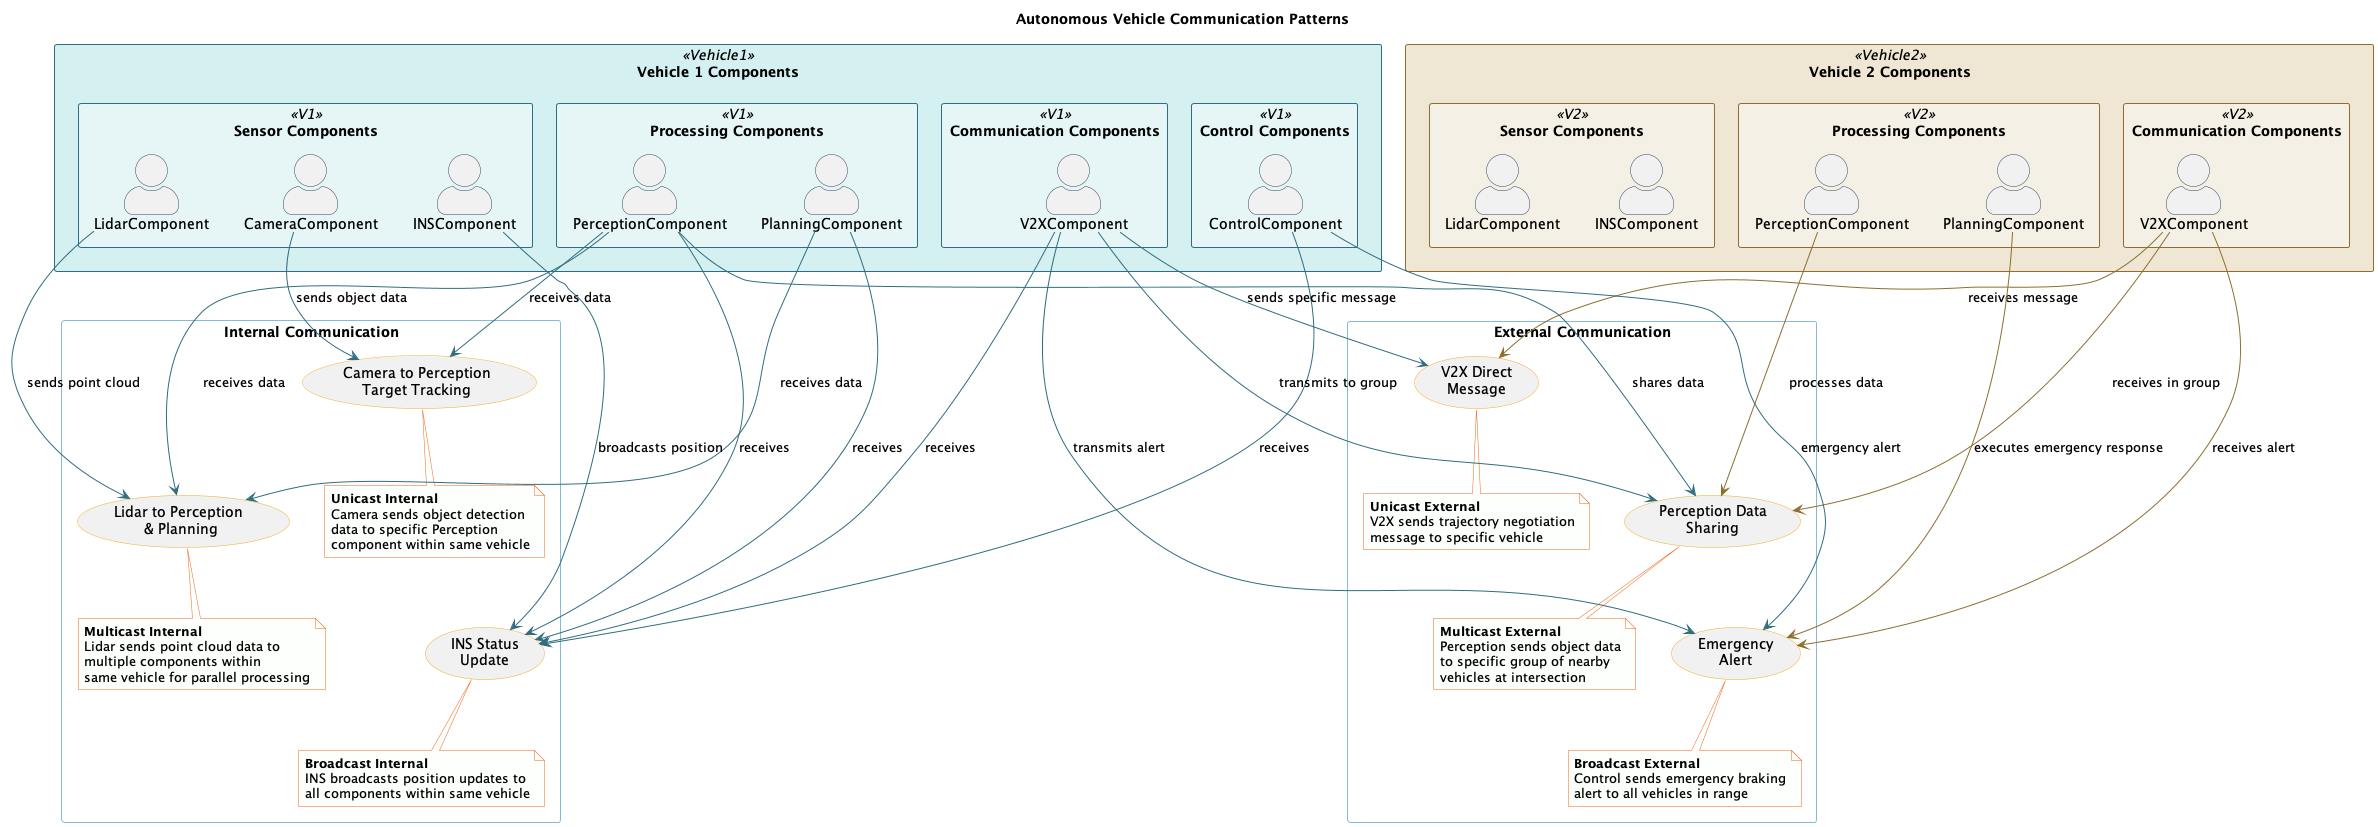 Autonomous Vehicle Communication Patterns
«Vehicle1»
Vehicle 1 Components
«V1»
Sensor Components
LidarComponent
CameraComponent
INSComponent
«V1»
Processing Components
PerceptionComponent
PlanningComponent
«V1»
Communication Components
V2XComponent
«V1»
Control Components
ControlComponent
«Vehicle2»
Vehicle 2 Components
«V2»
Sensor Components
LidarComponent
INSComponent
«V2»
Processing Components
PerceptionComponent
PlanningComponent
«V2»
Communication Components
V2XComponent
sends object data
receives data
sends specific message
receives message
Internal Communication
External Communication
Camera to Perception
Target Tracking
V2X Direct
Message
sends point cloud
receives data
receives data
transmits to group
shares data
processes data
receives in group
broadcasts position
receives
receives
receives
transmits alert
receives
emergency alert
executes emergency response
receives alert
Lidar to Perception
& Planning
Unicast Internal
Camera sends object detection
data to specific Perception
component within same vehicle
Unicast External
V2X sends trajectory negotiation
message to specific vehicle
Perception Data
Sharing
Multicast Internal
Lidar sends point cloud data to
multiple components within
same vehicle for parallel processing
INS Status
Update
Multicast External
Perception sends object data
to specific group of nearby
vehicles at intersection
Emergency
Alert
Broadcast Internal
INS broadcasts position updates to
all components within same vehicle
Broadcast External
Control sends emergency braking
alert to all vehicles in range